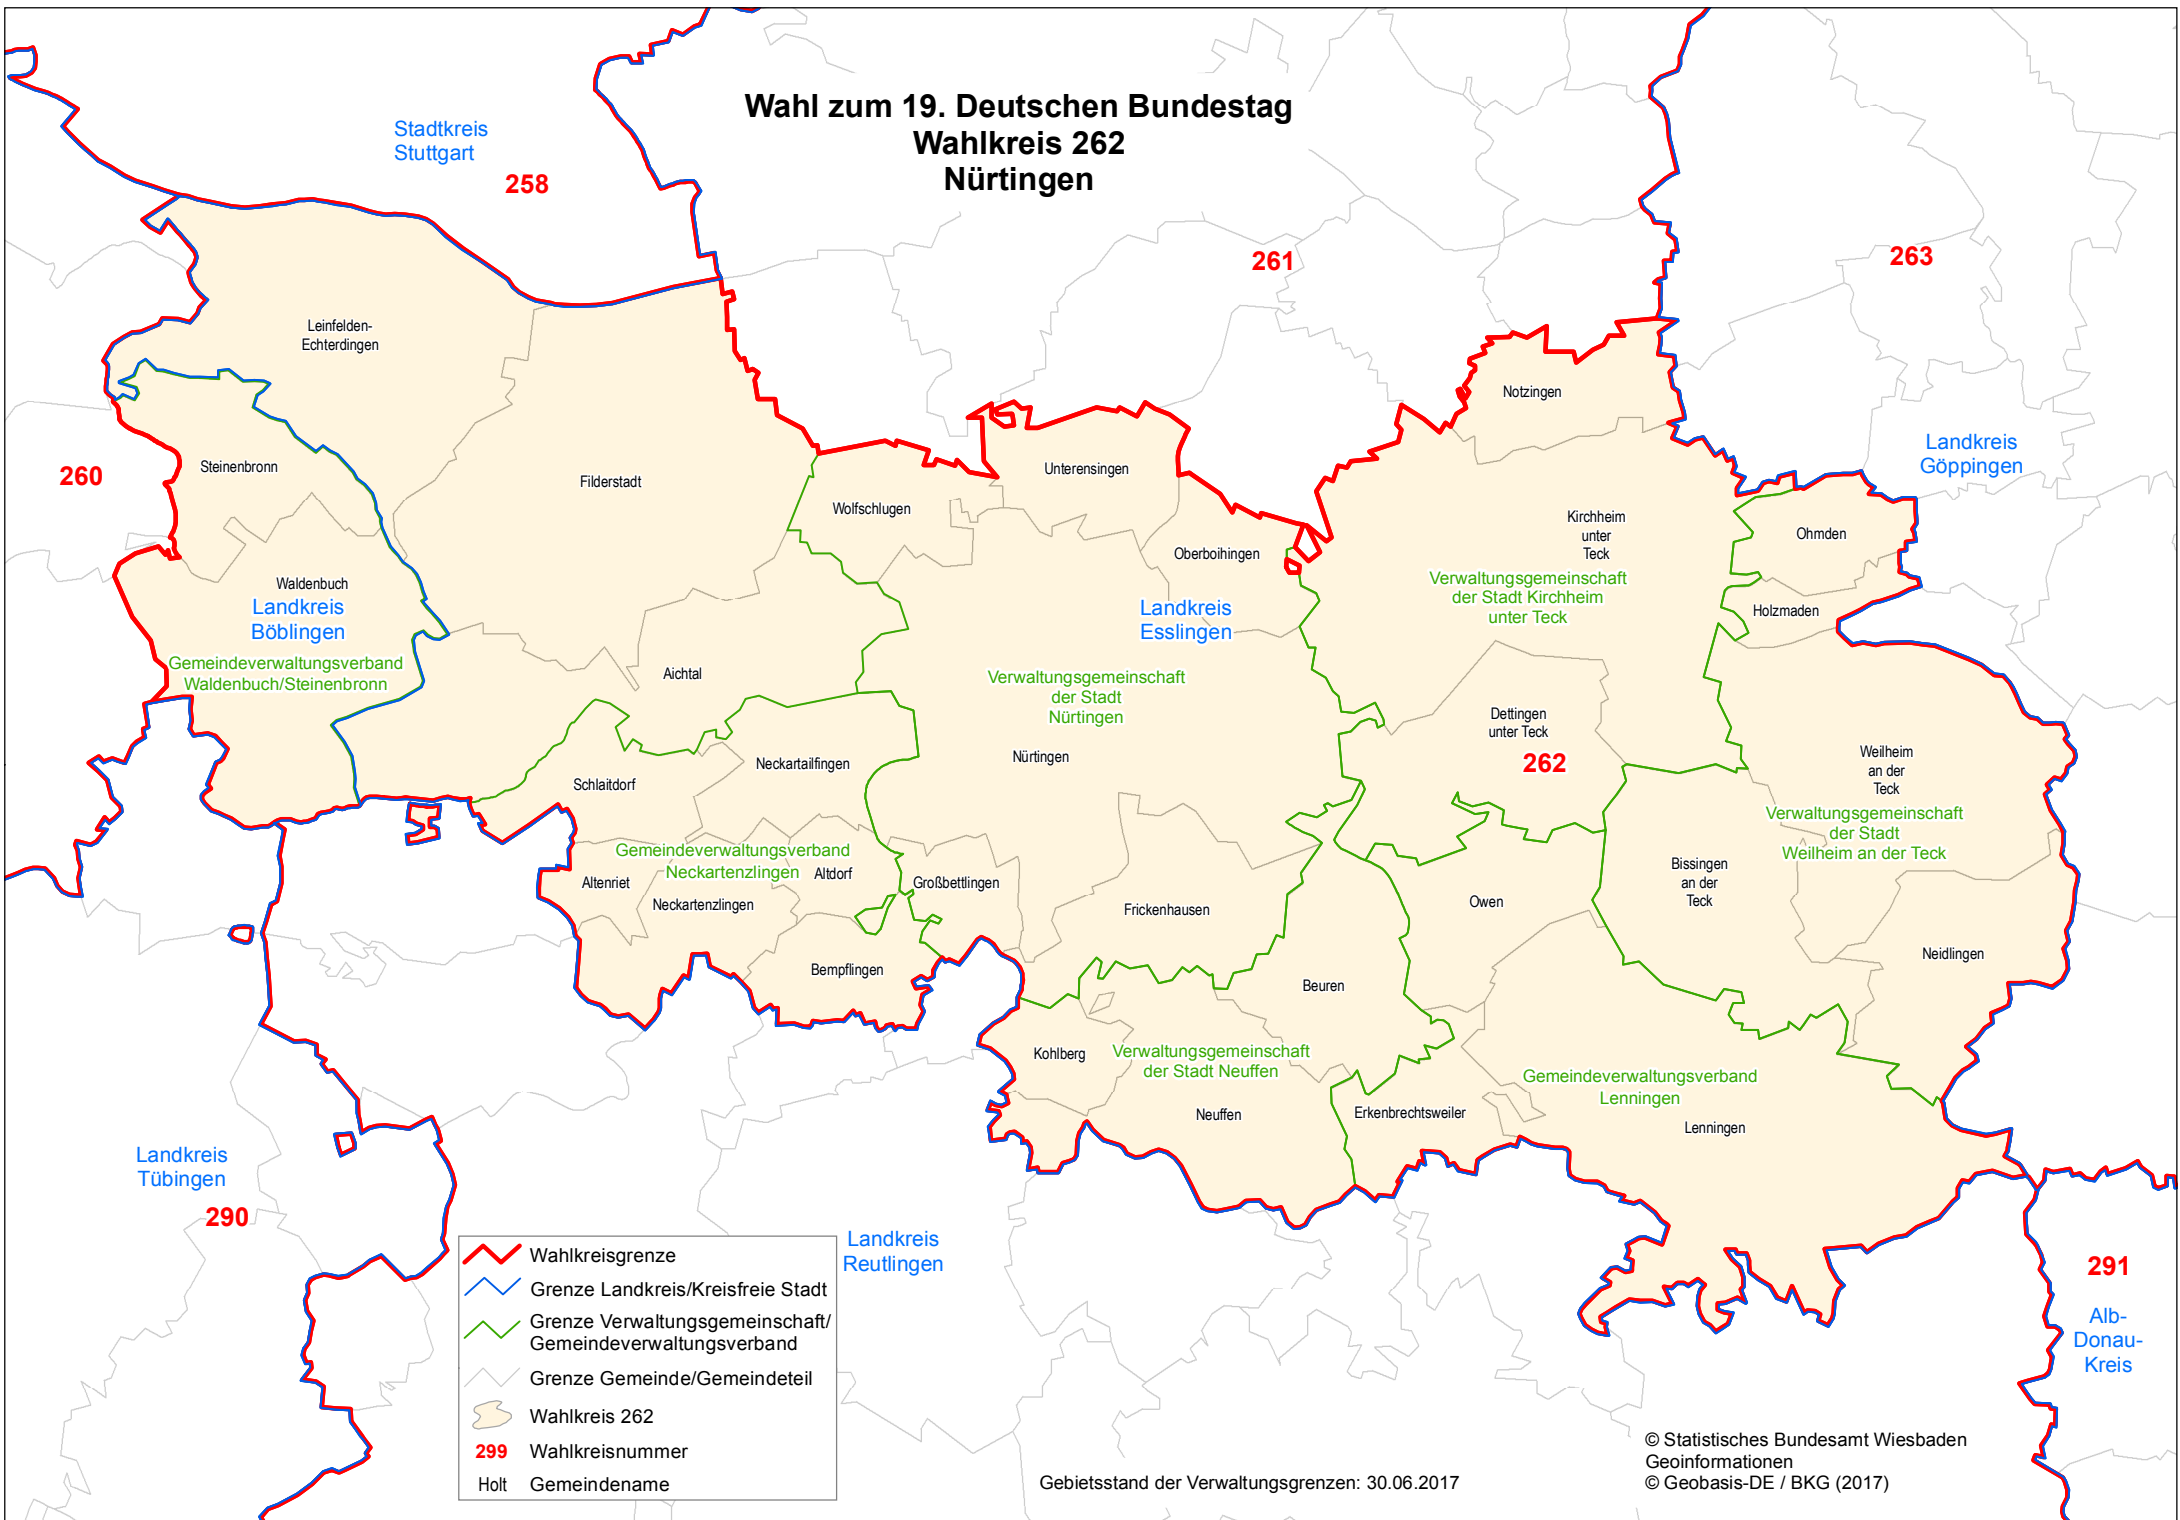 Wahl zum 19. Deutschen Bundestag
Wahlkreis 262
Nürtingen
Stadtkreis
Stuttgart
258
261
263
260
Landkreis
Göppingen
Leinfelden-
Echterdingen
Notzingen
Steinenbronn
Filderstadt
Unterensingen
Wolfschlugen
Kirchheim
unter
Teck
Oberboihingen
Ohmden
Waldenbuch
Landkreis
Böblingen
Landkreis
Esslingen
Verwaltungsgemeinschaft
der Stadt Kirchheim
unter Teck
Holzmaden
Gemeindeverwaltungsverband
Waldenbuch/Steinenbronn
Aichtal
Verwaltungsgemeinschaft
der Stadt
Nürtingen
Dettingen
unter Teck
262
Nürtingen
Neckartailfingen
Schlaitdorf
Weilheim
an der
Teck
Verwaltungsgemeinschaft
der Stadt
Weilheim an der Teck
Gemeindeverwaltungsverband
Neckartenzlingen
Altenriet
Altdorf
Neckartenzlingen
Großbettlingen
Frickenhausen
Owen
Bissingen
an der
Teck
Neidlingen
Bempflingen
Beuren
Kohlberg
Verwaltungsgemeinschaft
der Stadt Neuffen
Neuffen
Erkenbrechtsweiler
Gemeindeverwaltungsverband
Lenningen
Lenningen
Landkreis
Tübingen
290
Landkreis
Reutlingen
291
Alb-
Donau-
Kreis
Wahlkreisgrenze
Grenze Landkreis/Kreisfreie Stadt
Grenze Verwaltungsgemeinschaft/
Gemeindeverwaltungsverband
Grenze Gemeinde/Gemeindeteil
Wahlkreis 262
299 Wahlkreisnummer
Holt Gemeindename
Gebietsstand der Verwaltungsgrenzen: 30.06.2017
© Statistisches Bundesamt Wiesbaden
Geoinformationen
© Geobasis-DE / BKG (2017)